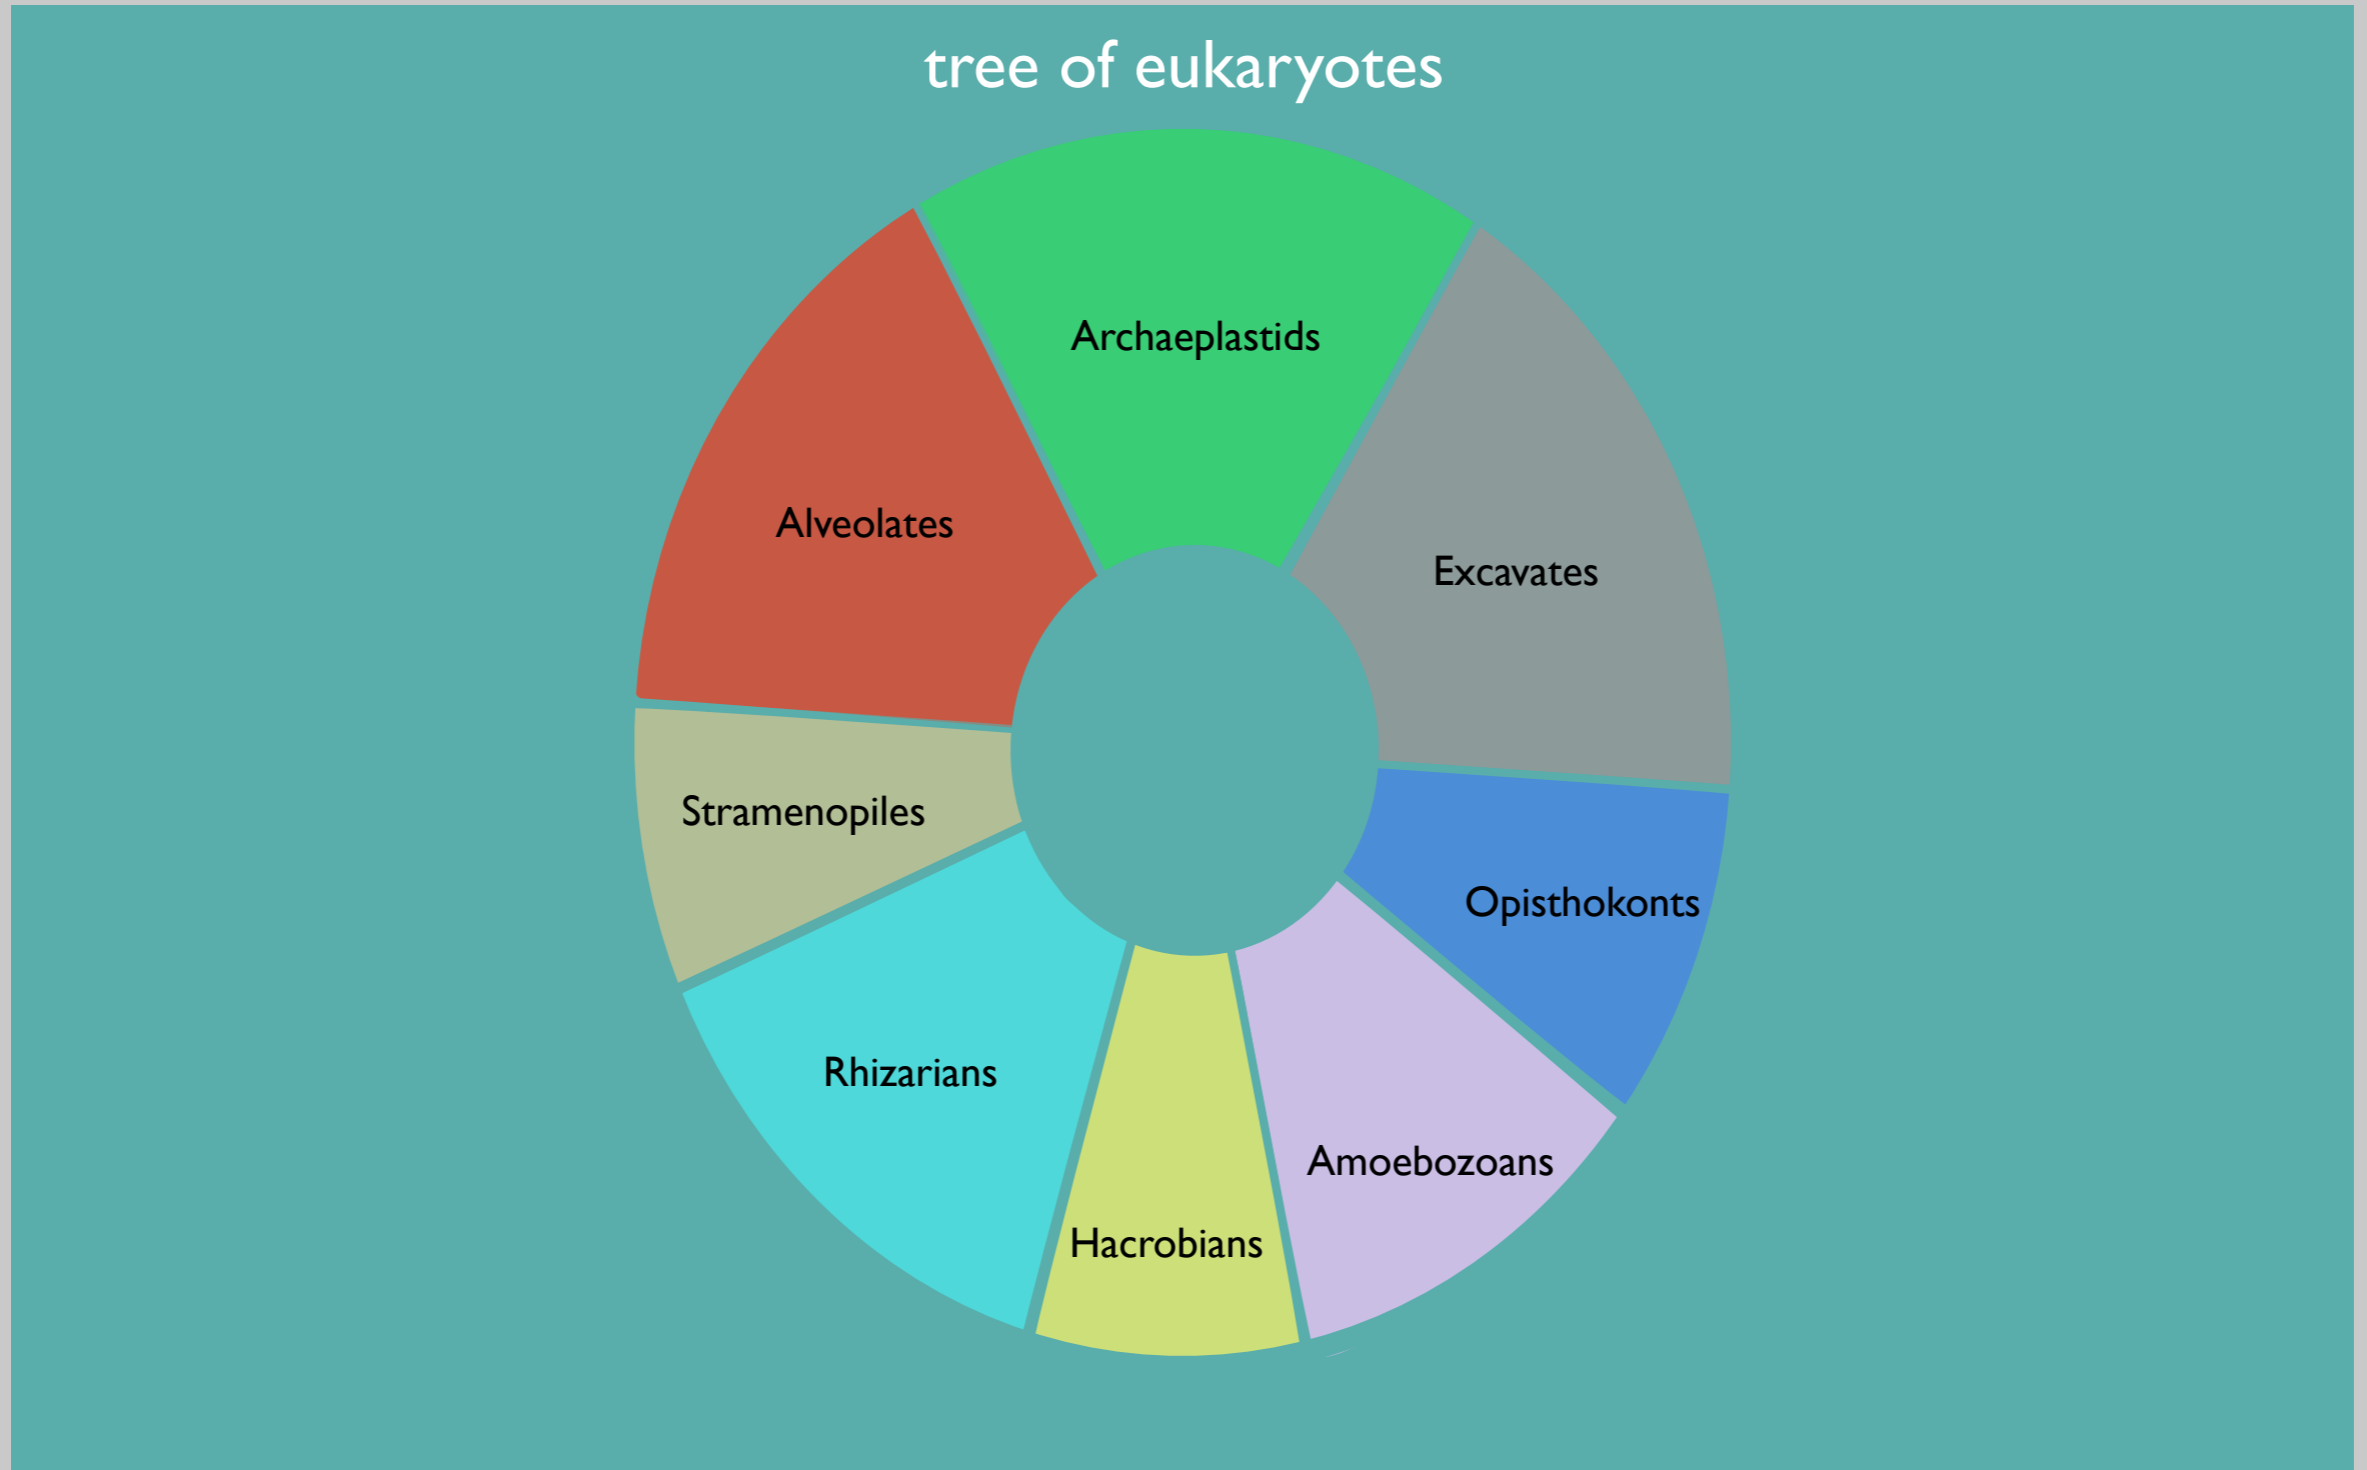 tree of eukaryotes
Archaeplastids
Alveolates
Excavates
Stramenopiles
Opisthokonts
Rhizarians
Amoebozoans
Hacrobians